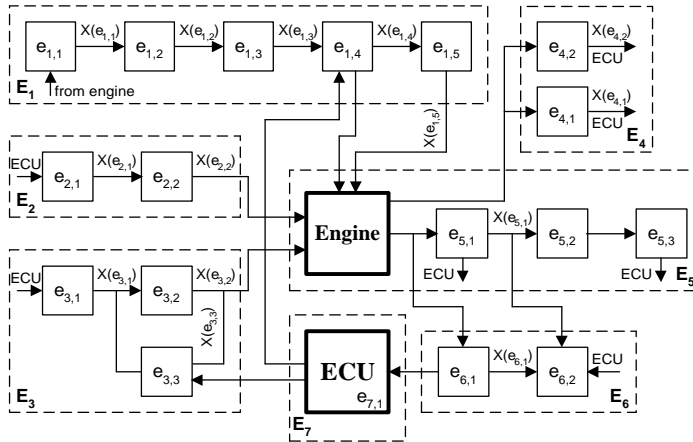 X(e1,1) X(e1,2) X(e1,3) X(e1,4)
e1,1 e1,2 e1,3 e1,4 e1,5
from engine
E1
X(e1,5)
X(e4,2)
e4,2
ECU
X(e4,1)
e4,1
ECU
E4
ECU X(e2,1) X(e2,2)
e2,1 e2,2
E2
Engine
X(e5,1)
e5,1 e5,2 e5,3
ECU ECU
E5
ECU X(e3,1) X(e3,2)
e3,1 e3,2
X(e3,3)
e3,3
E3
ECU
e7,1
E7
X(e6,1) ECU
e6,1 e6,2
E6